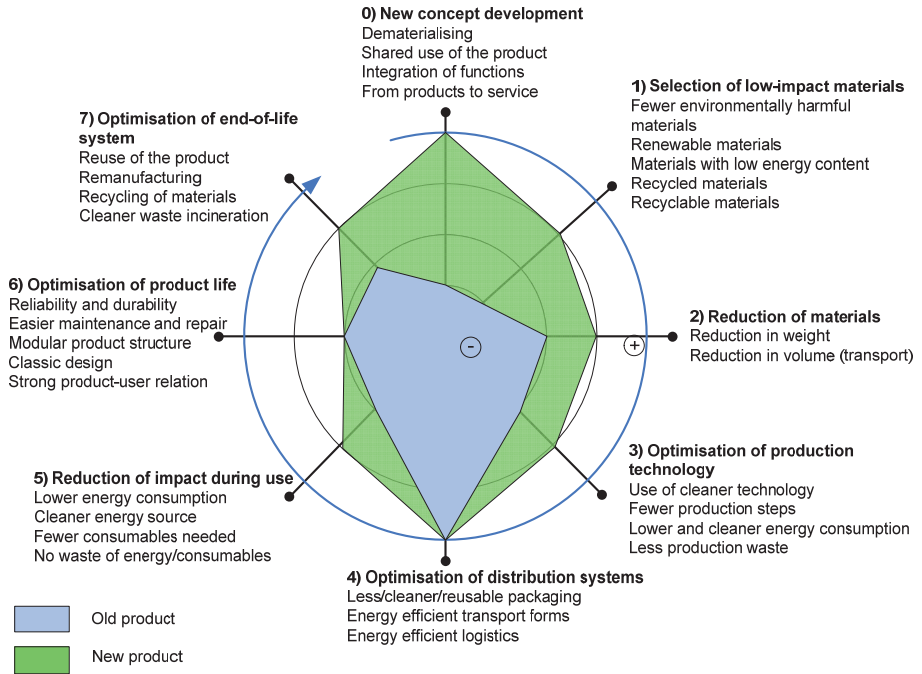 0) New concept development
Dematerialising
Shared use of the product
Integration of functions
From products to service
1) Selection of low-impact materials
Fewer environmentally harmful
materials
Renewable materials
Materials with low energy content
Recycled materials
Recyclable materials
2) Reduction of materials
Reduction in weight
Reduction in volume (transport)
3) Optimisation of production
technology
Use of cleaner technology
Fewer production steps
Lower and cleaner energy consumption
Less production waste
4) Optimisation of distribution systems
Less/cleaner/reusable packaging
Energy efficient transport forms
Energy efficient logistics
5) Reduction of impact during use
Lower energy consumption
Cleaner energy source
Fewer consumables needed
No waste of energy/consumables
6) Optimisation of product life
Reliability and durability
Easier maintenance and repair
Modular product structure
Classic design
Strong product-user relation
7) Optimisation of end-of-life
system
Reuse of the product
Remanufacturing
Recycling of materials
Cleaner waste incineration
-
+
Old product
New product